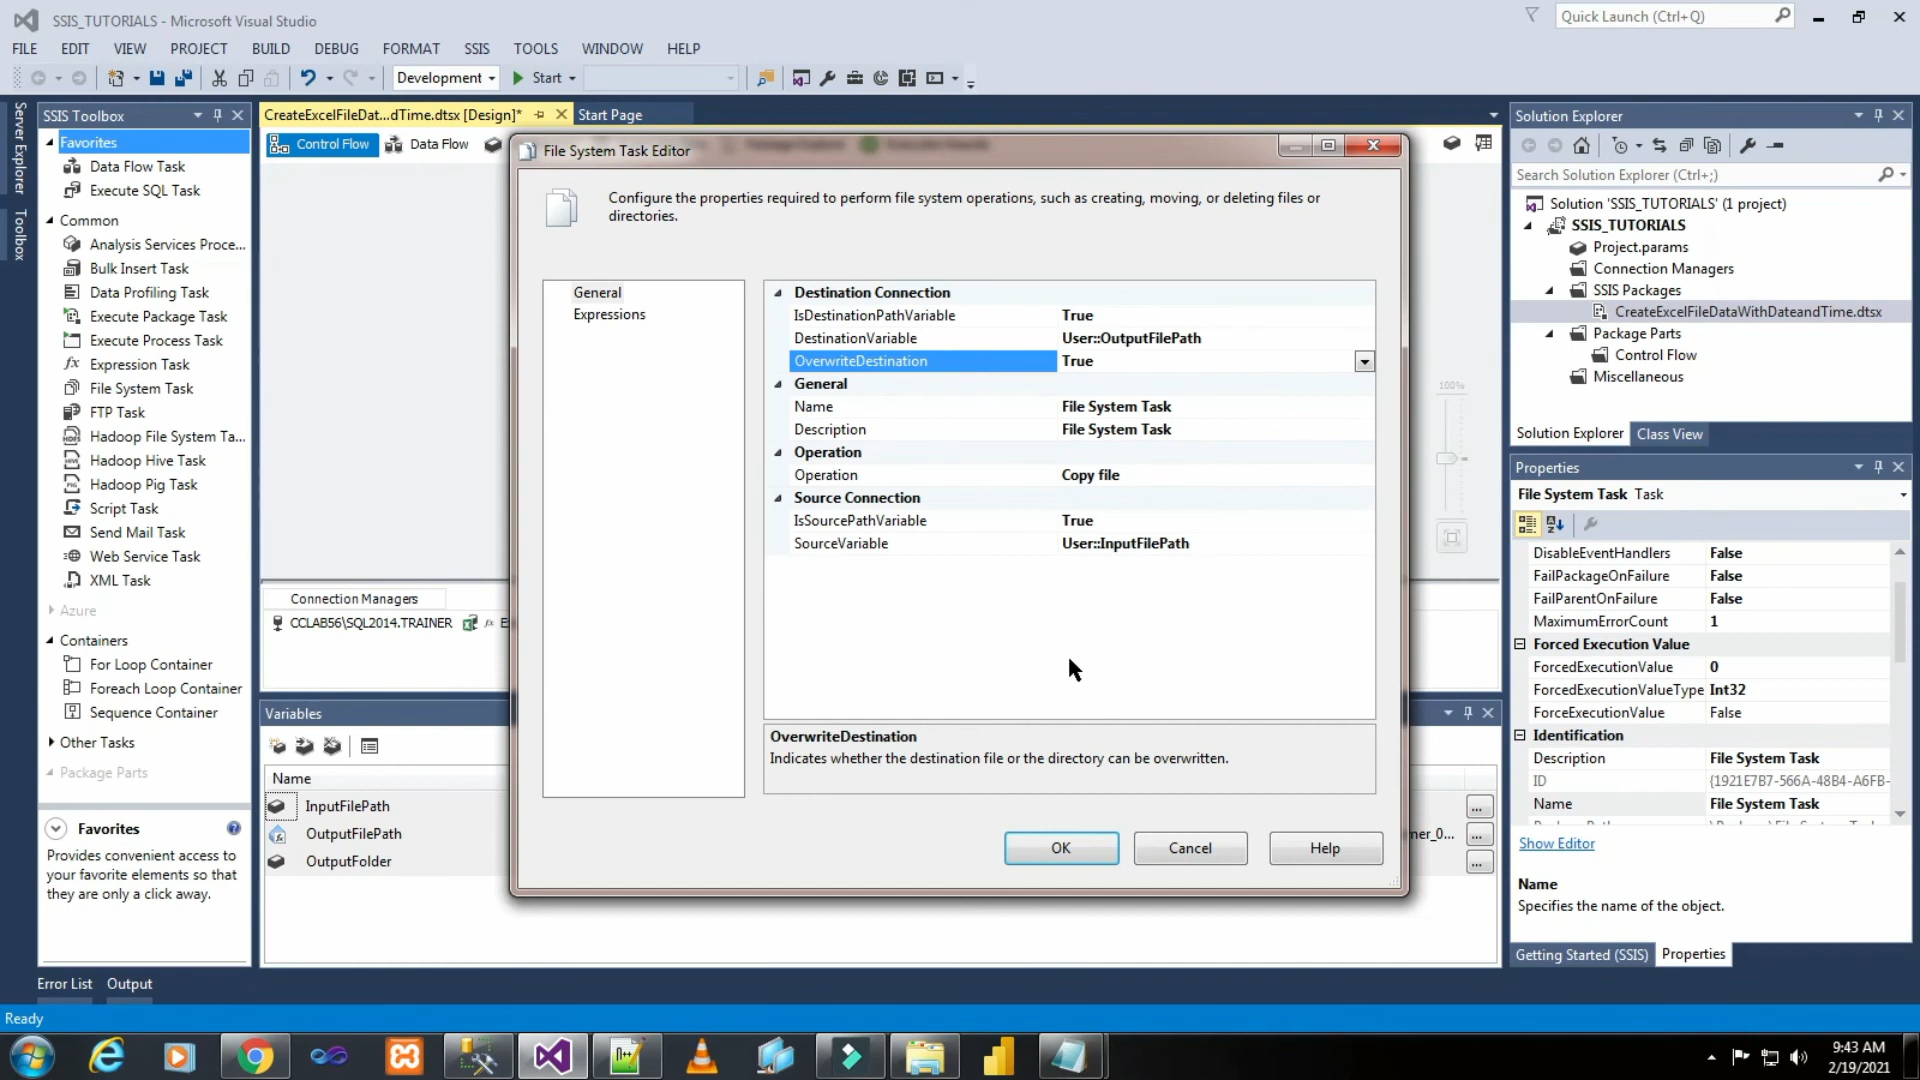 SSIS_TUTORIALS - Microsoft Visual Studio
Quick Launch (Ctrl+Q)
FILE EDIT VIEW PROJECT BUILD DEBUG FORMAT SSIS TOOLS WINDOW HELP
Development Start
Server Explorer
Toolbox
SSIS Toolbox
Favorites
Data Flow Task
Execute SQL Task
Common
Analysis Services Proce...
Bulk Insert Task
Data Profiling Task
Execute Package Task
Execute Process Task
Expression Task
File System Task
FTP Task
Hadoop File System Ta...
Hadoop Hive Task
Hadoop Pig Task
Script Task
Send Mail Task
Web Service Task
XML Task
Azure
Containers
For Loop Container
Foreach Loop Container
Sequence Container
Other Tasks
Package Parts
Favorites
Provides convenient access to
your favorite elements so that
they are only a click away.
Error List Output
Ready
CreateExcelFileDat...dTime.dtsx [Design]* Start Page
Control Flow Data Flow
100%
Connection Managers
CCLAB56\SQL2014.TRAINER
Variables
Name
InputFilePath
OutputFilePath
ner_0...
OutputFolder
File System Task Editor
Configure the properties required to perform file system operations, such as creating, moving, or deleting files or
directories.
General
Expressions
Destination Connection
IsDestinationPathVariable True
DestinationVariable User::OutputFilePath
OverwriteDestination True
General
Name File System Task
Description File System Task
Operation
Operation Copy file
Source Connection
IsSourcePathVariable True
SourceVariable User::InputFilePath
OverwriteDestination
Indicates whether the destination file or the directory can be overwritten.
OK Cancel Help
Solution Explorer
Search Solution Explorer (Ctrl+;)
Solution 'SSIS_TUTORIALS' (1 project)
SSIS_TUTORIALS
Project.params
Connection Managers
SSIS Packages
CreateExcelFileDataWithDateandTime.dtsx
Package Parts
Control Flow
Miscellaneous
Solution Explorer Class View
Properties
File System Task Task
DisableEventHandlers False
FailPackageOnFailure False
FailParentOnFailure False
MaximumErrorCount 1
Forced Execution Value
ForcedExecutionValue 0
ForcedExecutionValueType Int32
ForceExecutionValue False
Identification
Description File System Task
ID {1921E7B7-566A-48B4-A6FB-
Name File System Task
Show Editor
Name
Specifies the name of the object.
Getting Started (SSIS) Properties
9:43 AM
2/19/2021